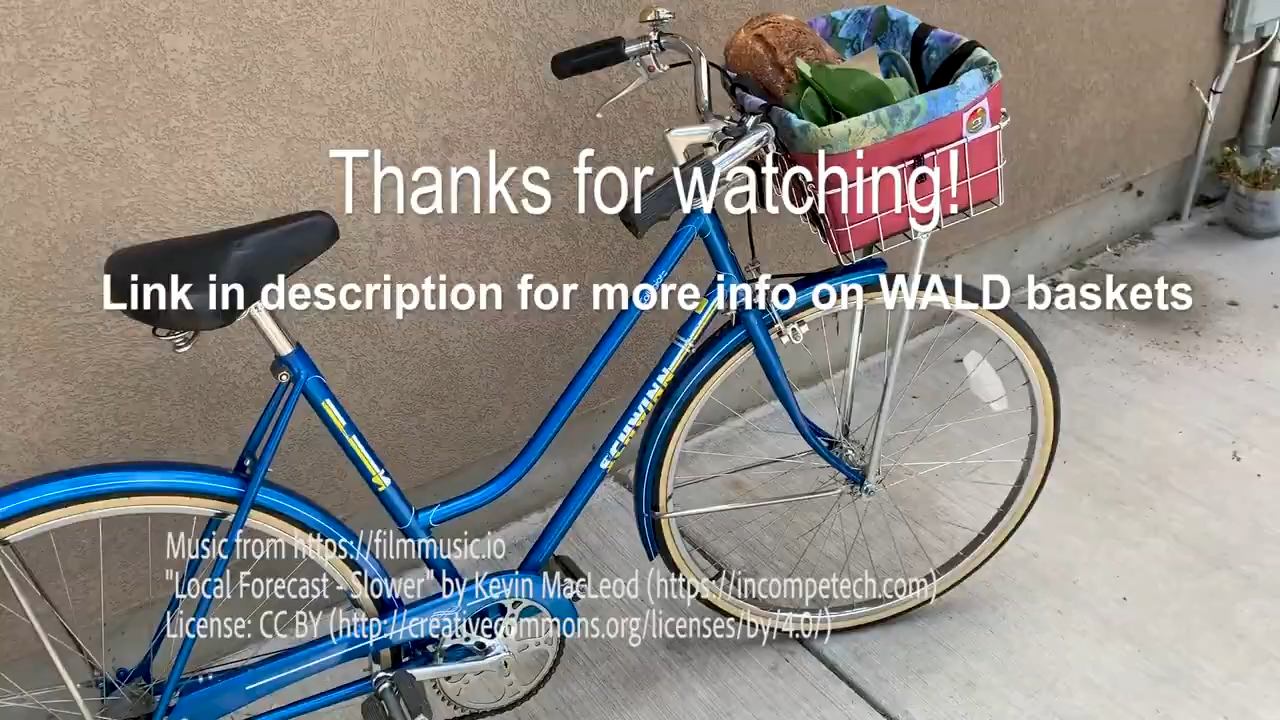 Thanks for watching!
Link in description for more info on WALD baskets
SCHWINN
Music from https://filmmusic.io
"Local Forecast - Slower" by Kevin MacLeod (https://incompetech.com)
License: CC BY (http://creativecommons.org/licenses/by/4.0/)